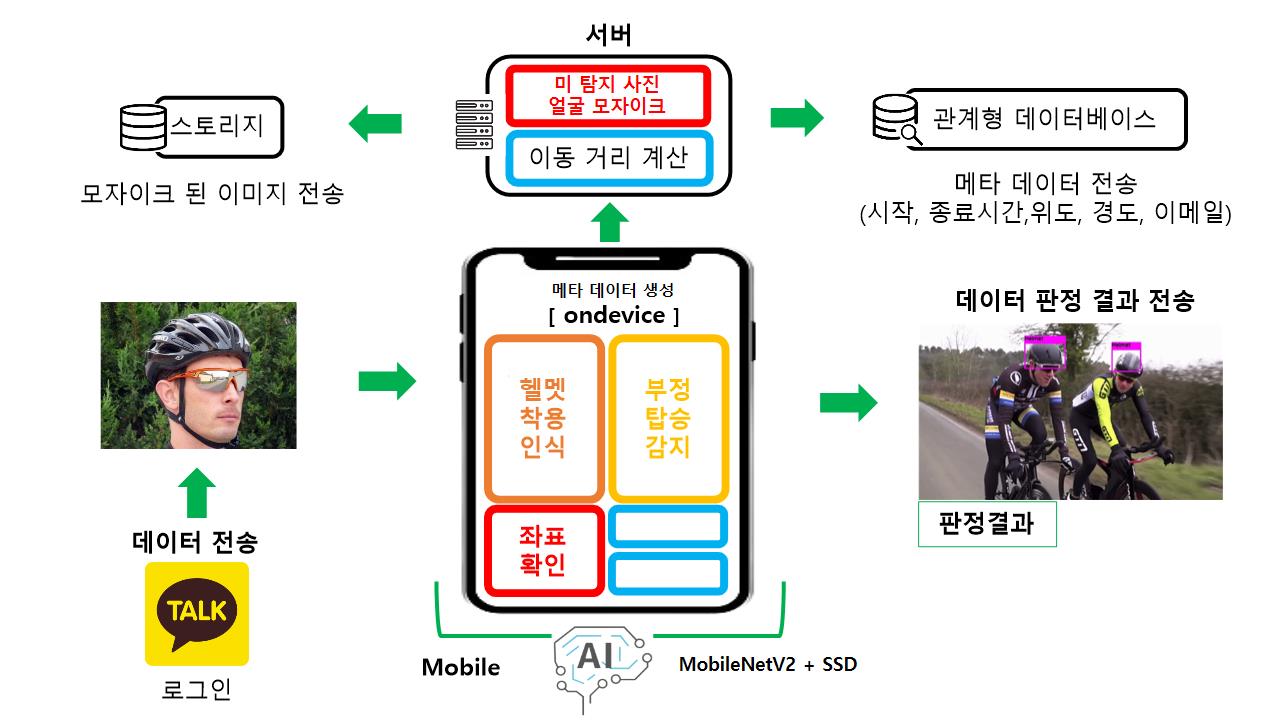 서버
미 탐지 사진
얼굴 모자이크
이동 거리 계산
스토리지
모자이크 된 이미지 전송
관계형 데이터베이스
메타 데이터 전송
(시작, 종료시간,위도, 경도, 이메일)
메타 데이터 생성
[ ondevice ]
헬멧
착용
인식
부정
탑승
감지
좌표
확인
데이터 판정 결과 전송
Helmet
Helmet
판정결과
데이터 전송
TALK
로그인
Mobile
AI
MobileNetV2 + SSD